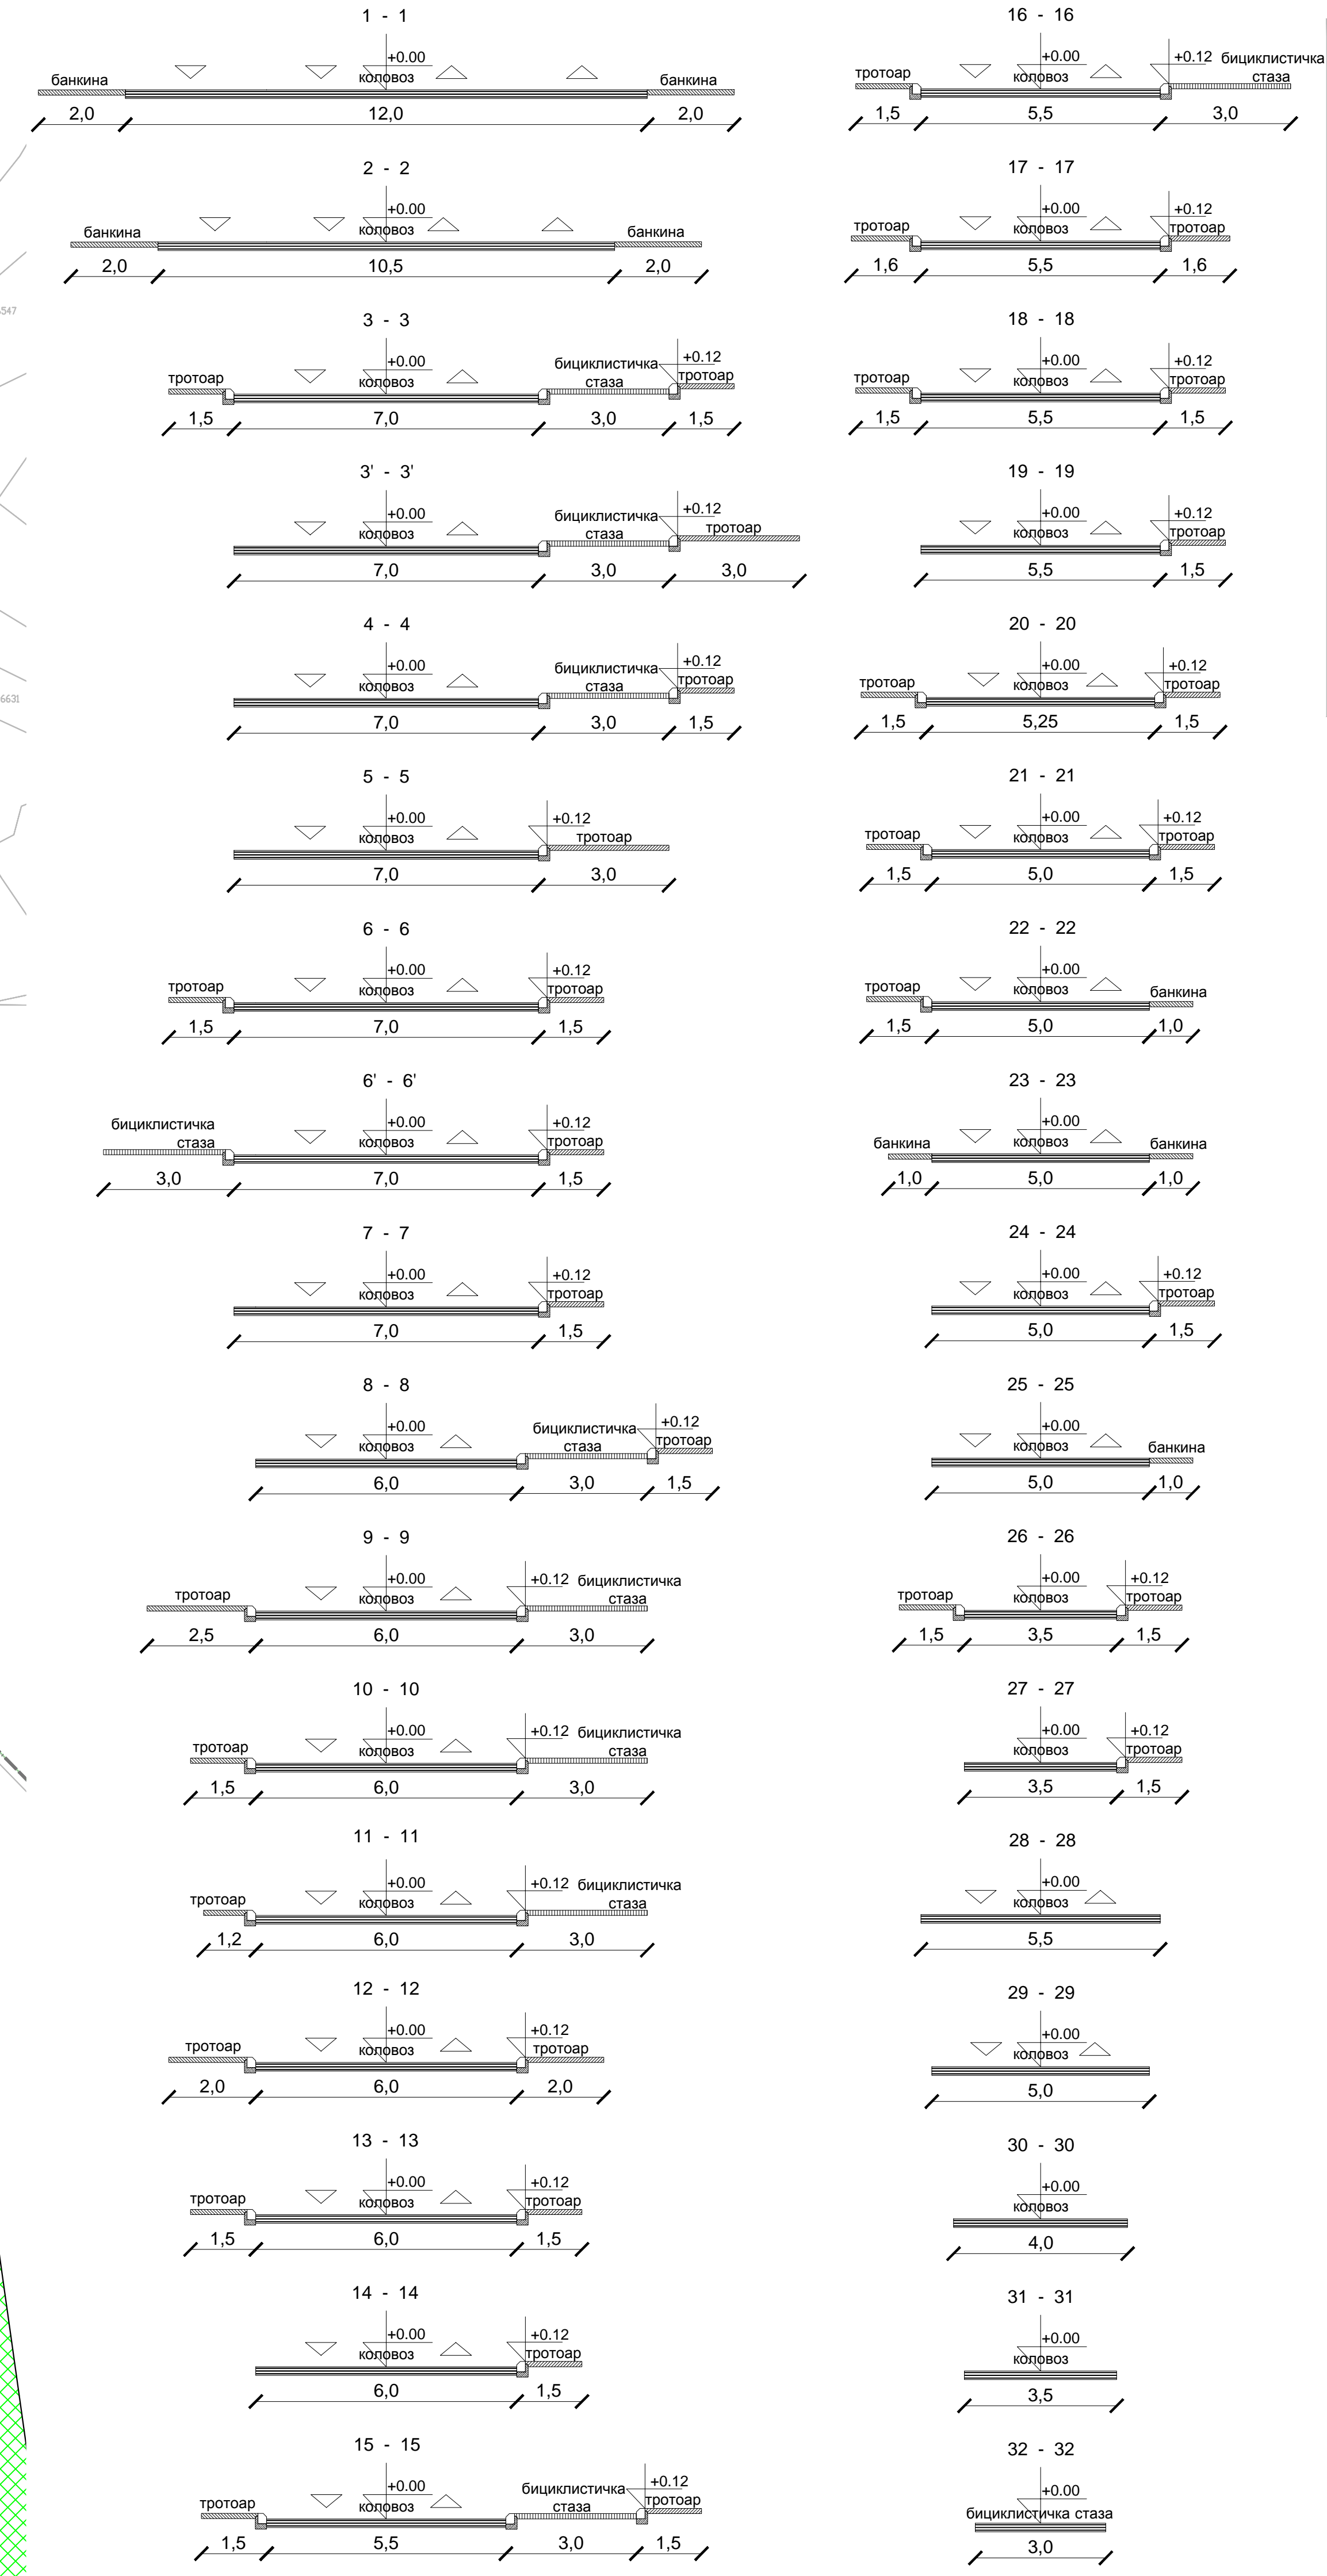 1 - 1
+0.00
банкина коловоз банкина
2,0 12,0 2,0
2 - 2
+0.00
банкина коловоз банкина
2,0 10,5 2,0
547
3 - 3
+0.00 бициклистичка +0.12
тротоар коловоз стаза тротоар
1,5 7,0 3,0 1,5
3' - 3'
+0.00 бициклистичка +0.12
коловоз стаза тротоар
7,0 3,0 3,0
4 - 4
+0.00 бициклистичка +0.12
коловоз стаза тротоар
6631
7,0 3,0 1,5
5 - 5
+0.00 +0.12
коловоз тротоар
7,0 3,0
6 - 6
+0.00 +0.12
тротоар коловоз тротоар
1,5 7,0 1,5
6' - 6'
бициклистичка +0.00 +0.12
стаза коловоз тротоар
3,0 7,0 1,5
7 - 7
+0.00 +0.12
коловоз тротоар
7,0 1,5
8 - 8
+0.00 бициклистичка +0.12
коловоз стаза тротоар
6,0 3,0 1,5
9 - 9
+0.00 +0.12 бициклистичка
тротоар коловоз стаза
2,5 6,0 3,0
10 - 10
+0.00 +0.12 бициклистичка
тротоар коловоз стаза
1,5 6,0 3,0
11 - 11
+0.00 +0.12 бициклистичка
тротоар коловоз стаза
1,2 6,0 3,0
12 - 12
+0.00 +0.12
тротоар коловоз тротоар
2,0 6,0 2,0
13 - 13
+0.00 +0.12
тротоар коловоз тротоар
1,5 6,0 1,5
14 - 14
+0.00 +0.12
коловоз тротоар
6,0 1,5
15 - 15
+0.00 бициклистичка +0.12
тротоар коловоз стаза тротоар
1,5 5,5 3,0 1,5
16 - 16
+0.00 +0.12 бициклистичка
тротоар коловоз стаза
1,5 5,5 3,0
17 - 17
+0.00 +0.12
тротоар коловоз тротоар
1,6 5,5 1,6
18 - 18
+0.00 +0.12
тротоар коловоз тротоар
1,5 5,5 1,5
19 - 19
+0.00 +0.12
коловоз тротоар
5,5 1,5
20 - 20
+0.00 +0.12
тротоар коловоз тротоар
1,5 5,25 1,5
21 - 21
+0.00 +0.12
тротоар коловоз тротоар
1,5 5,0 1,5
22 - 22
+0.00
тротоар коловоз банкина
1,5 5,0 1,0
23 - 23
+0.00
банкина коловоз банкина
1,0 5,0 1,0
24 - 24
+0.00 +0.12
коловоз тротоар
5,0 1,5
25 - 25
+0.00
коловоз банкина
5,0 1,0
26 - 26
+0.00 +0.12
тротоар коловоз тротоар
1,5 3,5 1,5
27 - 27
+0.00 +0.12
коловоз тротоар
3,5 1,5
28 - 28
+0.00
коловоз
5,5
29 - 29
+0.00
коловоз
5,0
30 - 30
+0.00
коловоз
4,0
31 - 31
+0.00
коловоз
3,5
32 - 32
+0.00
бициклистичка стаза
3,0